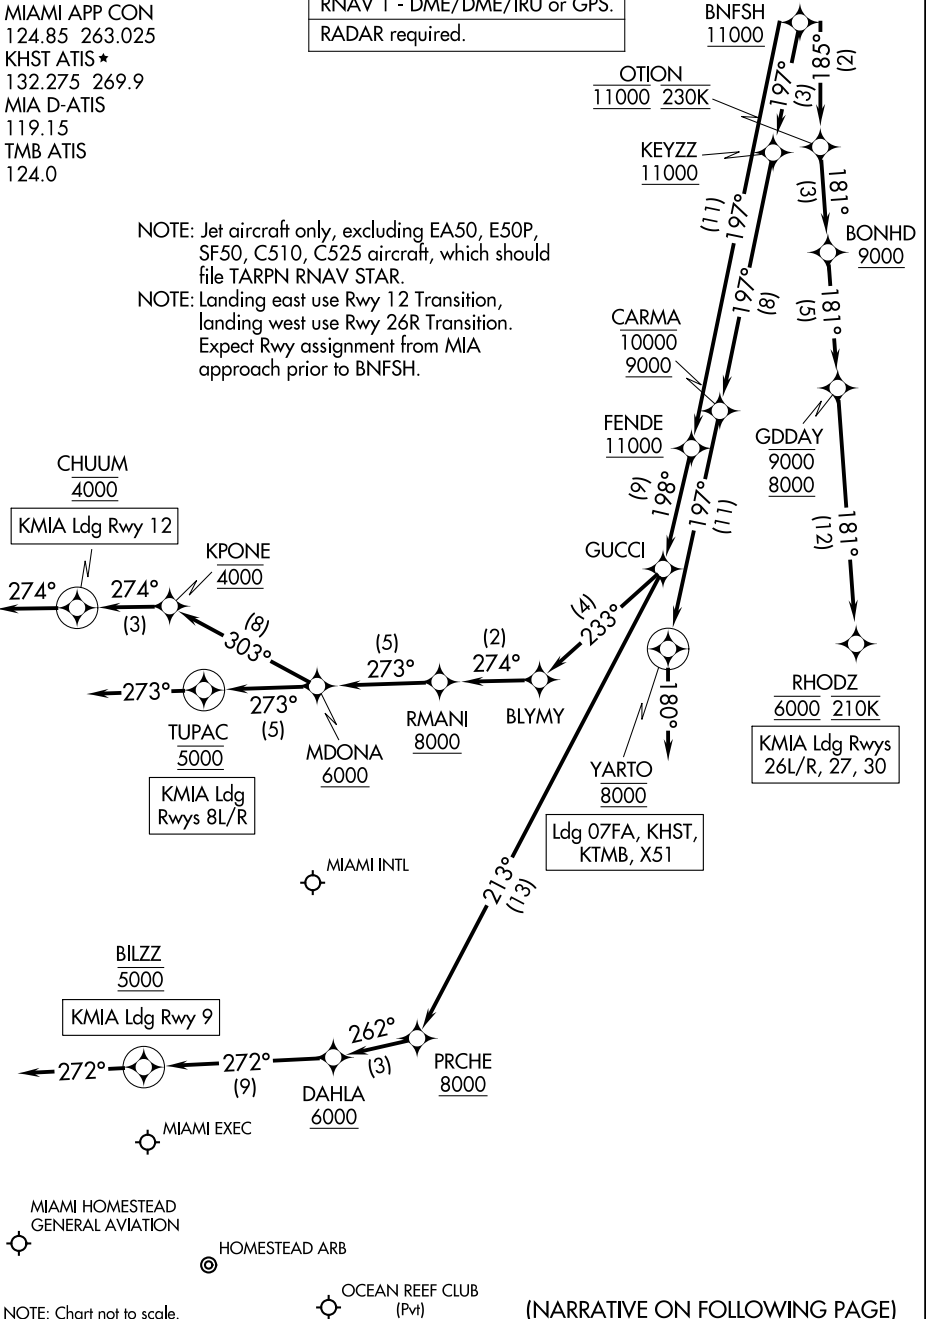 MIAMI APP CON
124.85 263.025
KHST ATIS ★
132.275 269.9
MIA D-ATIS
119.15
TMB ATIS
124.0
RNAV 1 - DME/DME/IRU or GPS.
RADAR required.
BNFSH
11000
185°
(2)
197°
(3)
OTION
11000 230K
KEYZZ
11000
181°
(3)
(11)
197°
BONHD
9000
NOTE: Jet aircraft only, excluding EA50, E50P,
SF50, C510, C525 aircraft, which should
file TARPN RNAV STAR.
NOTE: Landing east use Rwy 12 Transition,
landing west use Rwy 26R Transition.
Expect Rwy assignment from MIA
approach prior to BNFSH.
197°
(8)
181°
(5)
CARMA
10000
9000
FENDE
11000
GDDAY
9000
8000
CHUUM
4000
KMIA Ldg Rwy 12
(9)
198°
197°
(11)
181°
(12)
KPONE
4000
GUCCI
274°
274°
(3)
(8)
303°
(5)
273°
(2)
274°
(4)
233°
273°
273°
(5)
TUPAC
5000
KMIA Ldg
Rwys 8L/R
MDONA
6000
RMANI
8000
BLYMY
180°
RHODZ
6000 210K
KMIA Ldg Rwys
26L/R, 27, 30
YARTO
8000
Ldg 07FA, KHST,
KTMB, X51
MIAMI INTL
213°
(13)
BILZZ
5000
KMIA Ldg Rwy 9
272°
272°
(9)
262°
(3)
DAHLA
6000
PRCHE
8000
MIAMI EXEC
MIAMI HOMESTEAD
GENERAL AVIATION
HOMESTEAD ARB
OCEAN REEF CLUB
(Pvt)
NOTE: Chart not to scale.
(NARRATIVE ON FOLLOWING PAGE)